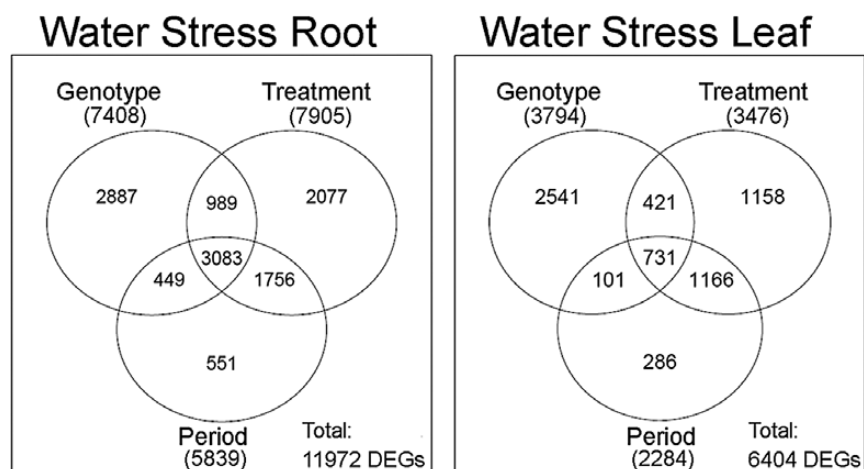 Water Stress Root
Genotype
(7408)
Treatment
(7905)
2887
989
2077
3083
449
1756
551
Period
(5839)
Total:
11972 DEGs
Water Stress Leaf
Genotype
(3794)
Treatment
(3476)
2541
421
1158
731
101
1166
286
Period
(2284)
Total:
6404 DEGs